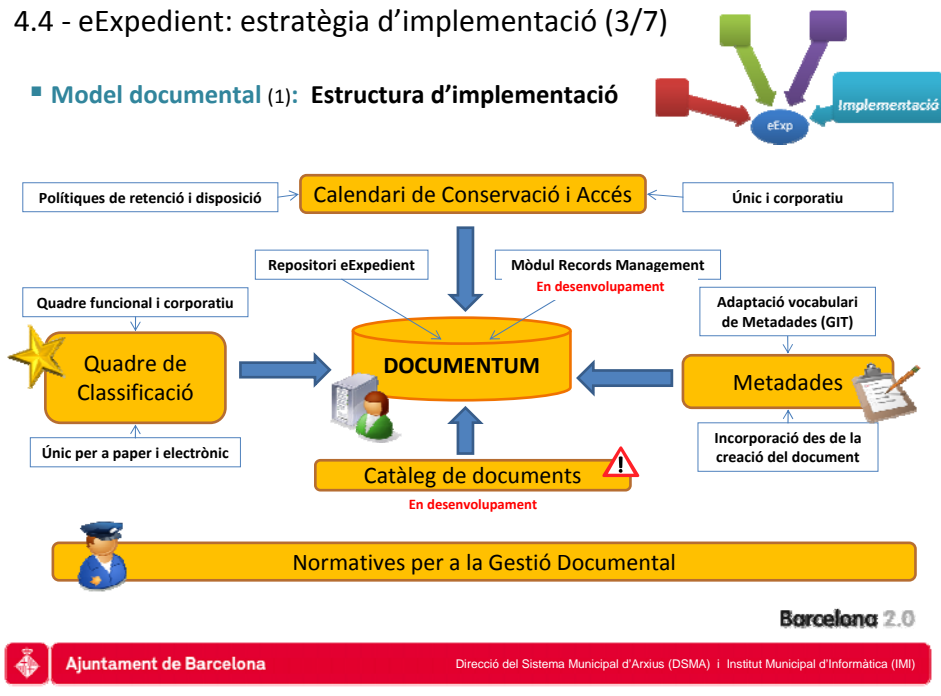 4.4 - eExpedient: estratègia d’implementació (3/7)
▪ Model documental (1): Estructura d’implementació
Implementació
eExp
Polítiques de retenció i disposició
Calendari de Conservació i Accés
Únic i corporatiu
Repositori eExpedient
Mòdul Records Management
En desenvolupament
Quadre funcional i corporatiu
Adaptació vocabulari
de Metadades (GIT)
Quadre de
Classificació
DOCUMENTUM
Metadades
Únic per a paper i electrònic
Incorporació des de la
creació del document
Catàleg de documents
En desenvolupament
Normatives per a la Gestió Documental
Barcelona 2.0
Ajuntament de Barcelona
Direcció del Sistema Municipal d’Arxius (DSMA) i Institut Municipal d’Informàtica (IMI)